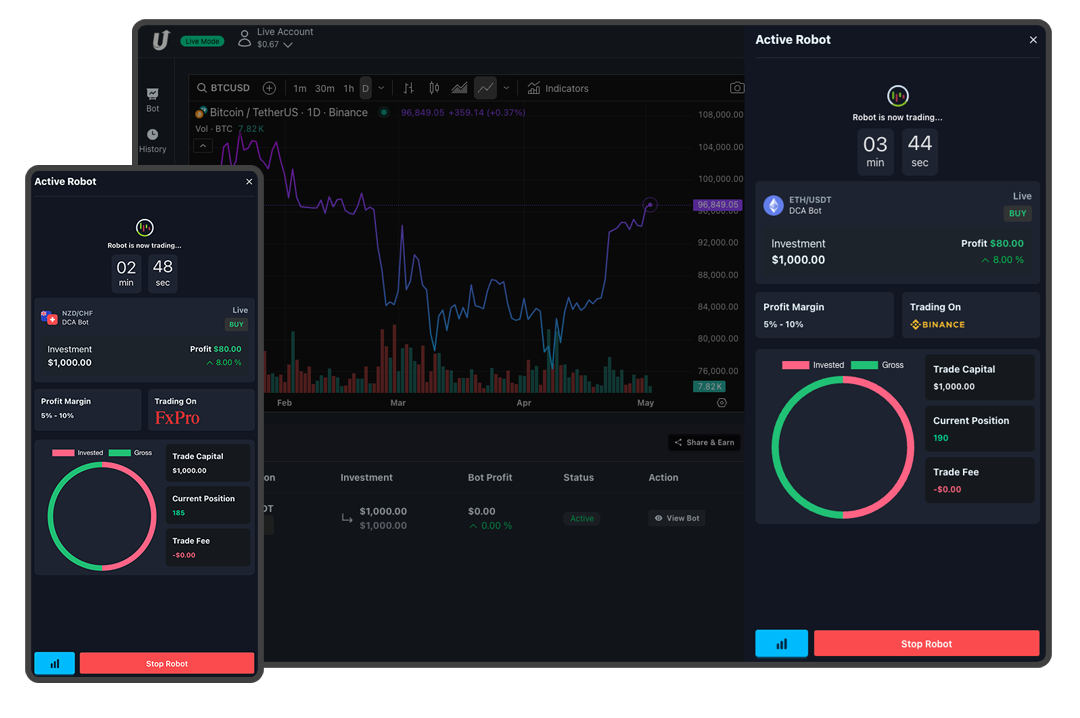 Live Mode
Live Account
$0.67
Bot
History
BTCUSD
1m 30m 1h D
Indicators
Bitcoin / TetherUS · 1D · Binance
96,849.05 +359.14 (+0.37%)
Vol · BTC 7.82K
108,000.00
104,000.00
100,000.00
96,849.05
96,000.00
92,000.00
88,000.00
84,000.00
80,000.00
76,000.00
7.82K
Feb Mar Apr May
Share & Earn
on Investment Bot Profit Status Action
OT $1,000.00 $0.00
$1,000.00 0.00 %
Active
View Bot
Active Robot
Robot is now trading...
03 44
min sec
ETH/USDT
DCA Bot
Live
BUY
Investment
$1,000.00
Profit $80.00
8.00 %
Profit Margin
5% - 10%
Trading On
BINANCE
Invested Gross
Trade Capital
$1,000.00
Current Position
190
Trade Fee
-$0.00
Stop Robot
Active Robot
Robot is now trading...
02 48
min sec
NZD/CHF
DCA Bot
Live
BUY
Investment
$1,000.00
Profit $80.00
8.00 %
Profit Margin
5% - 10%
Trading On
FxPro
Invested Gross
Trade Capital
$1,000.00
Current Position
185
Trade Fee
-$0.00
Stop Robot